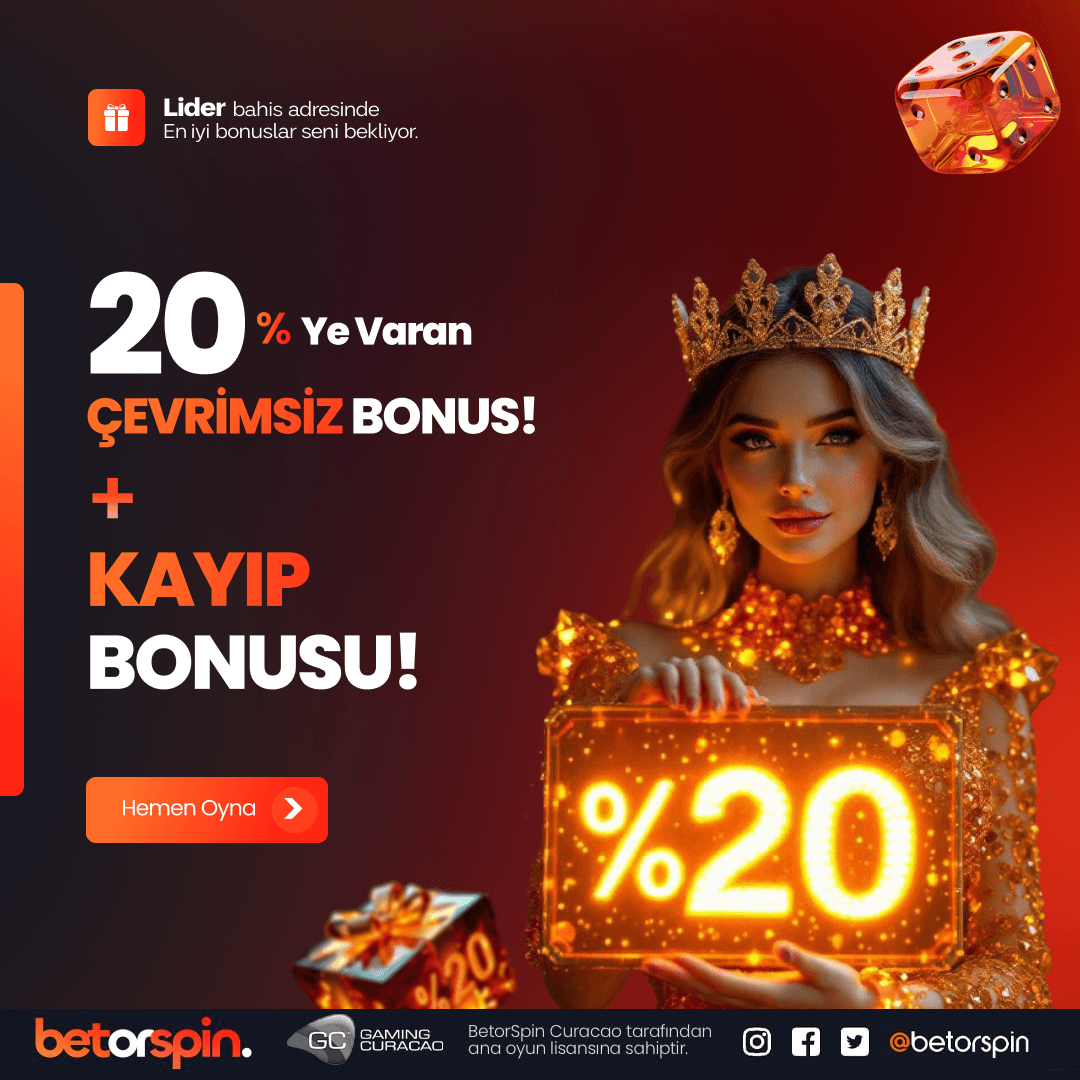 Lider bahis adresinde
En iyi bonuslar seni bekliyor.
20 % Ye Varan
ÇEVRİMSİZ BONUS!
+
KAYIP
BONUSU!
Hemen Oyna
%20
%20
betorspin.
GC GAMING
CURACAO
BetorSpin Curacao tarafından
ana oyun lisansına sahiptir.
@betorspin